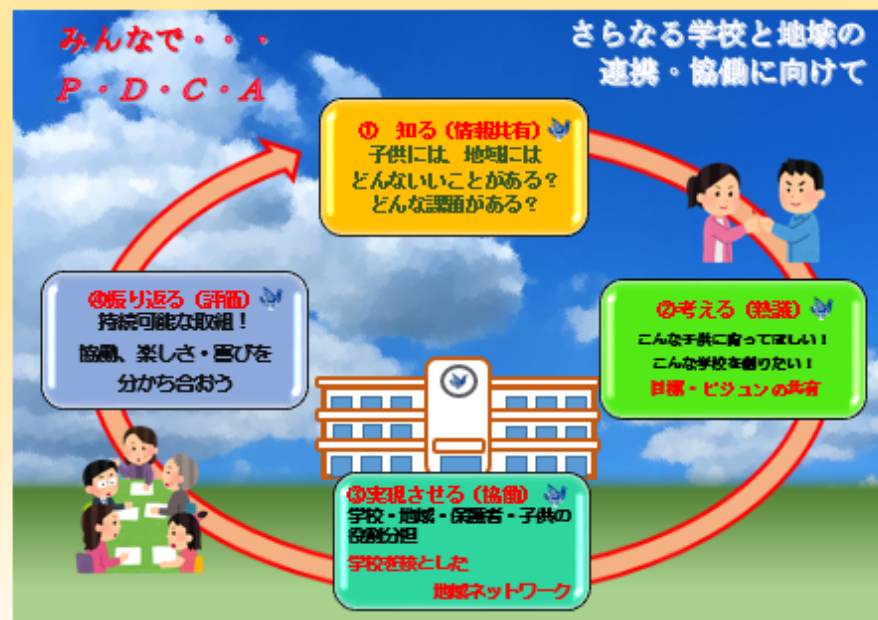 みんなで・・・
P・D・C・A
さらなる学校と地域の
連携・協働に向けて
① 知る（情報共有）
子供には、地域には
どんないいことがある？
どんな課題がある？
②考える（熟議）
こんな子供に育ってほしい！
こんな学校を創りたい！
目標・ビジョンの共有
③実現させる（協働）
学校・地域・保護者・子供の
役割分担
学校を核とした
地域ネットワーク
④振り返る（評価）
持続可能な取組！
協働、楽しさ・喜びを
分かち合おう